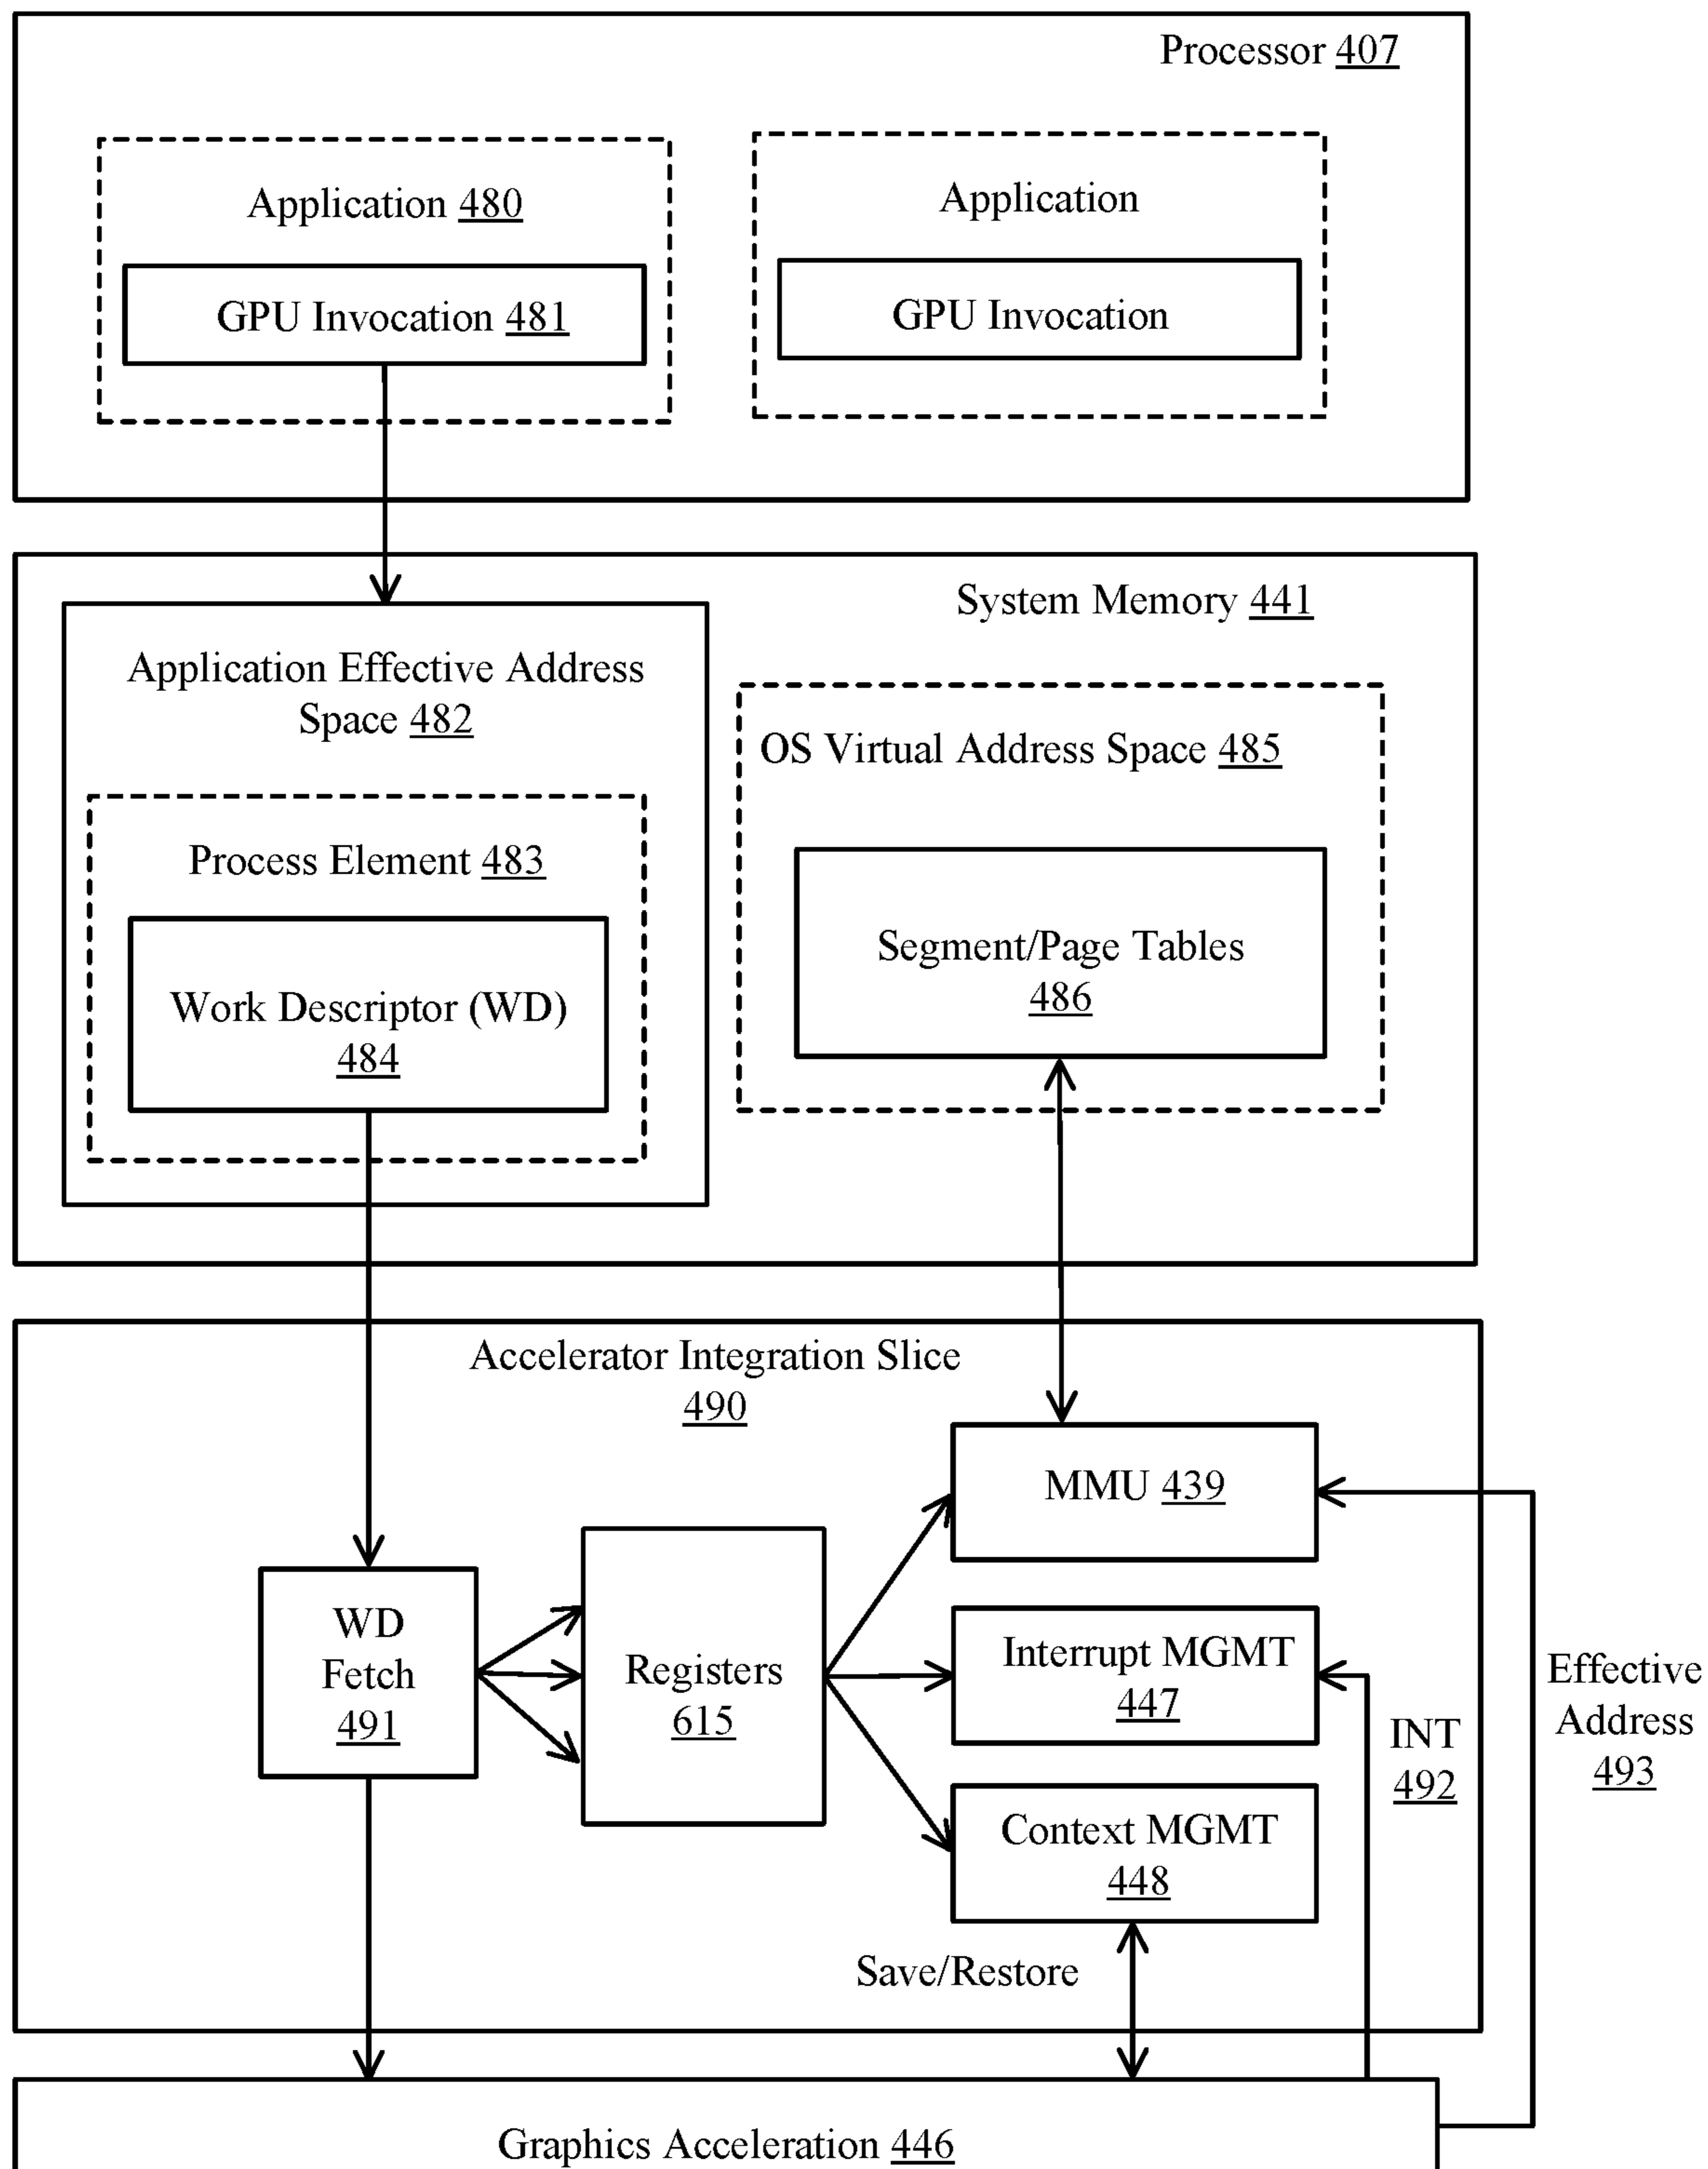 Processor 407
Application 480
GPU Invocation 481
Application
GPU Invocation
System Memory 441
Application Effective Address
Space 482
Process Element 483
Work Descriptor (WD)
484
OS Virtual Address Space 485
Segment/Page Tables
486
Accelerator Integration Slice
490
WD
Fetch
491
Registers
615
MMU 439
Interrupt MGMT
447
Context MGMT
448
Save/Restore
INT
492
Effective
Address
493
Graphics Acceleration 446